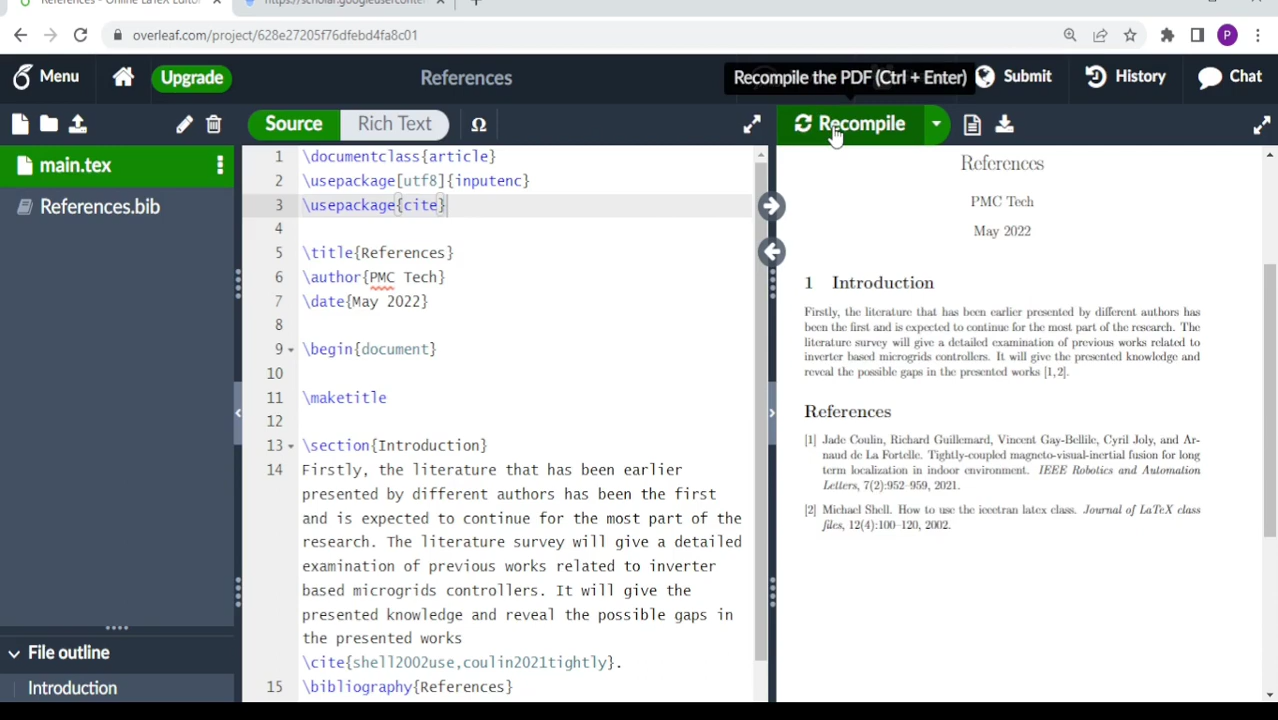 References - Online LaTeX Editor
https://scholar.googleusercontent
overleaf.com/project/628e27205f76dfebd4fa8c01
P
Menu
Upgrade
References
Recompile the PDF (Ctrl + Enter)
Submit
History
Chat
Source
Rich Text
Ω
Recompile
main.tex
References.bib
1 \documentclass{article}
2 \usepackage[utf8]{inputenc}
3 \usepackage{cite}
4
5 \title{References}
6 \author{PMC Tech}
7 \date{May 2022}
8
9 \begin{document}
10
11 \maketitle
12
13 \section{Introduction}
14 Firstly, the literature that has been earlier
presented by different authors has been the first
and is expected to continue for the most part of the
research. The literature survey will give a detailed
examination of previous works related to inverter
based microgrids controllers. It will give the
presented knowledge and reveal the possible gaps in
the presented works
\cite{shell2002use,coulin2021tightly}.
15 \bibliography{References}
File outline
Introduction
References
PMC Tech
May 2022
1 Introduction
Firstly, the literature that has been earlier presented by different authors has
been the first and is expected to continue for the most part of the research. The
literature survey will give a detailed examination of previous works related to
inverter based microgrids controllers. It will give the presented knowledge and
reveal the possible gaps in the presented works [1,2].
References
[1] Jade Coulin, Richard Guillemard, Vincent Gay-Bellile, Cyril Joly, and Ar-
naud de La Fortelle. Tightly-coupled magneto-visual-inertial fusion for long
term localization in indoor environment. IEEE Robotics and Automation
Letters, 7(2):952–959, 2021.
[2] Michael Shell. How to use the ieeetran latex class. Journal of LaTeX class
files, 12(4):100–120, 2002.